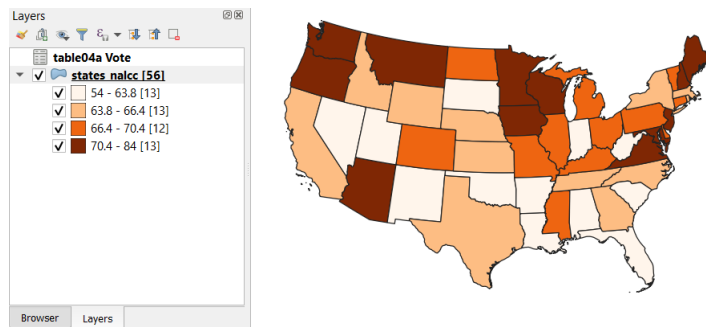 Layers
table04a Vote
states_nalcc [56]
54 - 63.8 [13]
63.8 - 66.4 [13]
66.4 - 70.4 [12]
70.4 - 84 [13]
Browser
Layers